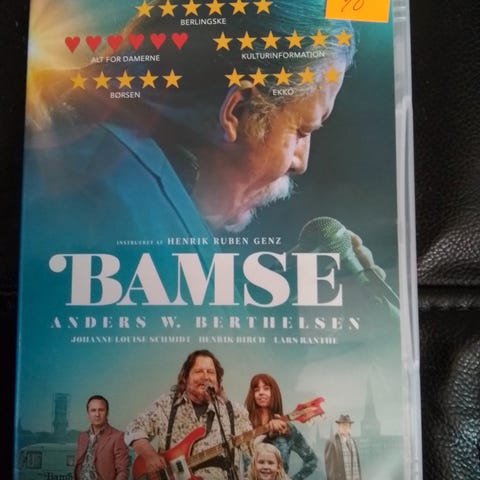 BERLINGSKE
ALT FOR DAMERNE
KULTURINFORMATION
BØRSEN
EKKO
INSTRUERET AF HENRIK RUBEN GENZ
BAMSE
ANDERS W. BERTHELSEN
JOHANNE LOUISE SCHMIDT HENRIK BIRCH LARS RANTHE